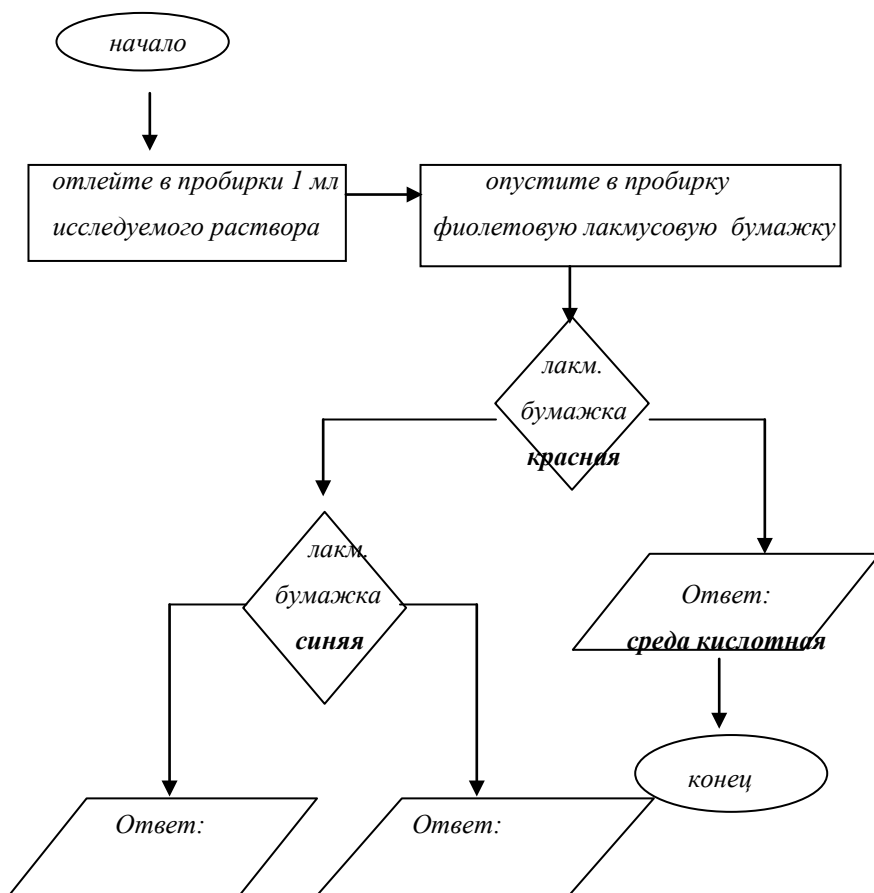 начало
отлейте в пробирки 1 мл
исследуемого раствора
опустите в пробирку
фиолетовую лакмусовую бумажку
лакм.
бумажка
красная
лакм.
бумажка
синяя
Ответ:
среда кислотная
конец
Ответ:
Ответ: